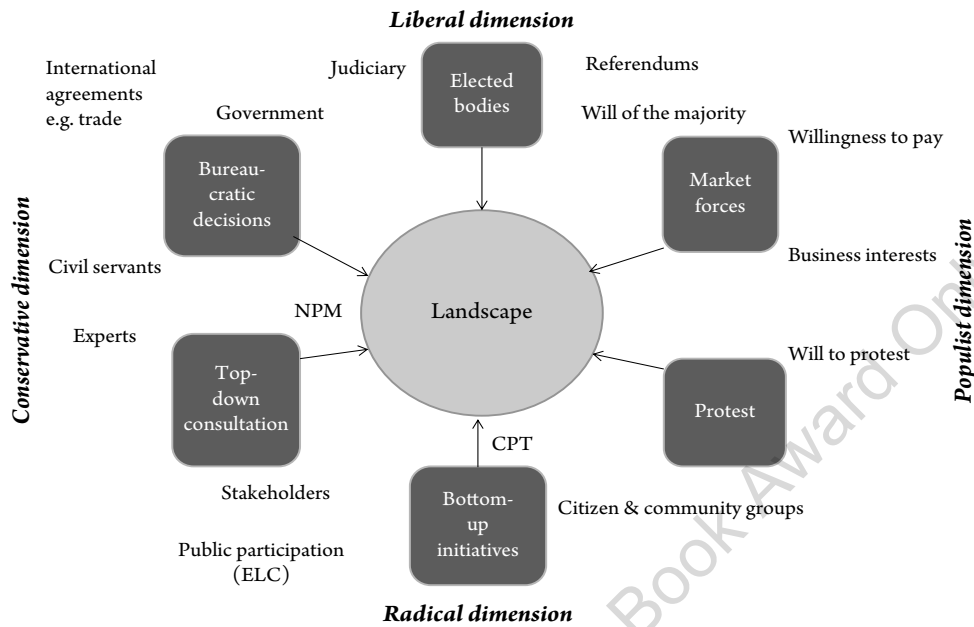 Liberal dimension
International
agreements
e.g. trade
Judiciary
Elected
bodies
Referendums
Government
Will of the majority
Bureau-
cratic
decisions
Market
forces
Willingness to pay
Conservative dimension
Civil servants
Business interests
Populist dimension
NPM
Landscape
Experts
Top-
down
consultation
Will to protest
Protest
CPT
Stakeholders
Bottom-
up
initiatives
Citizen & community groups
Public participation
(ELC)
Radical dimension
Book Award